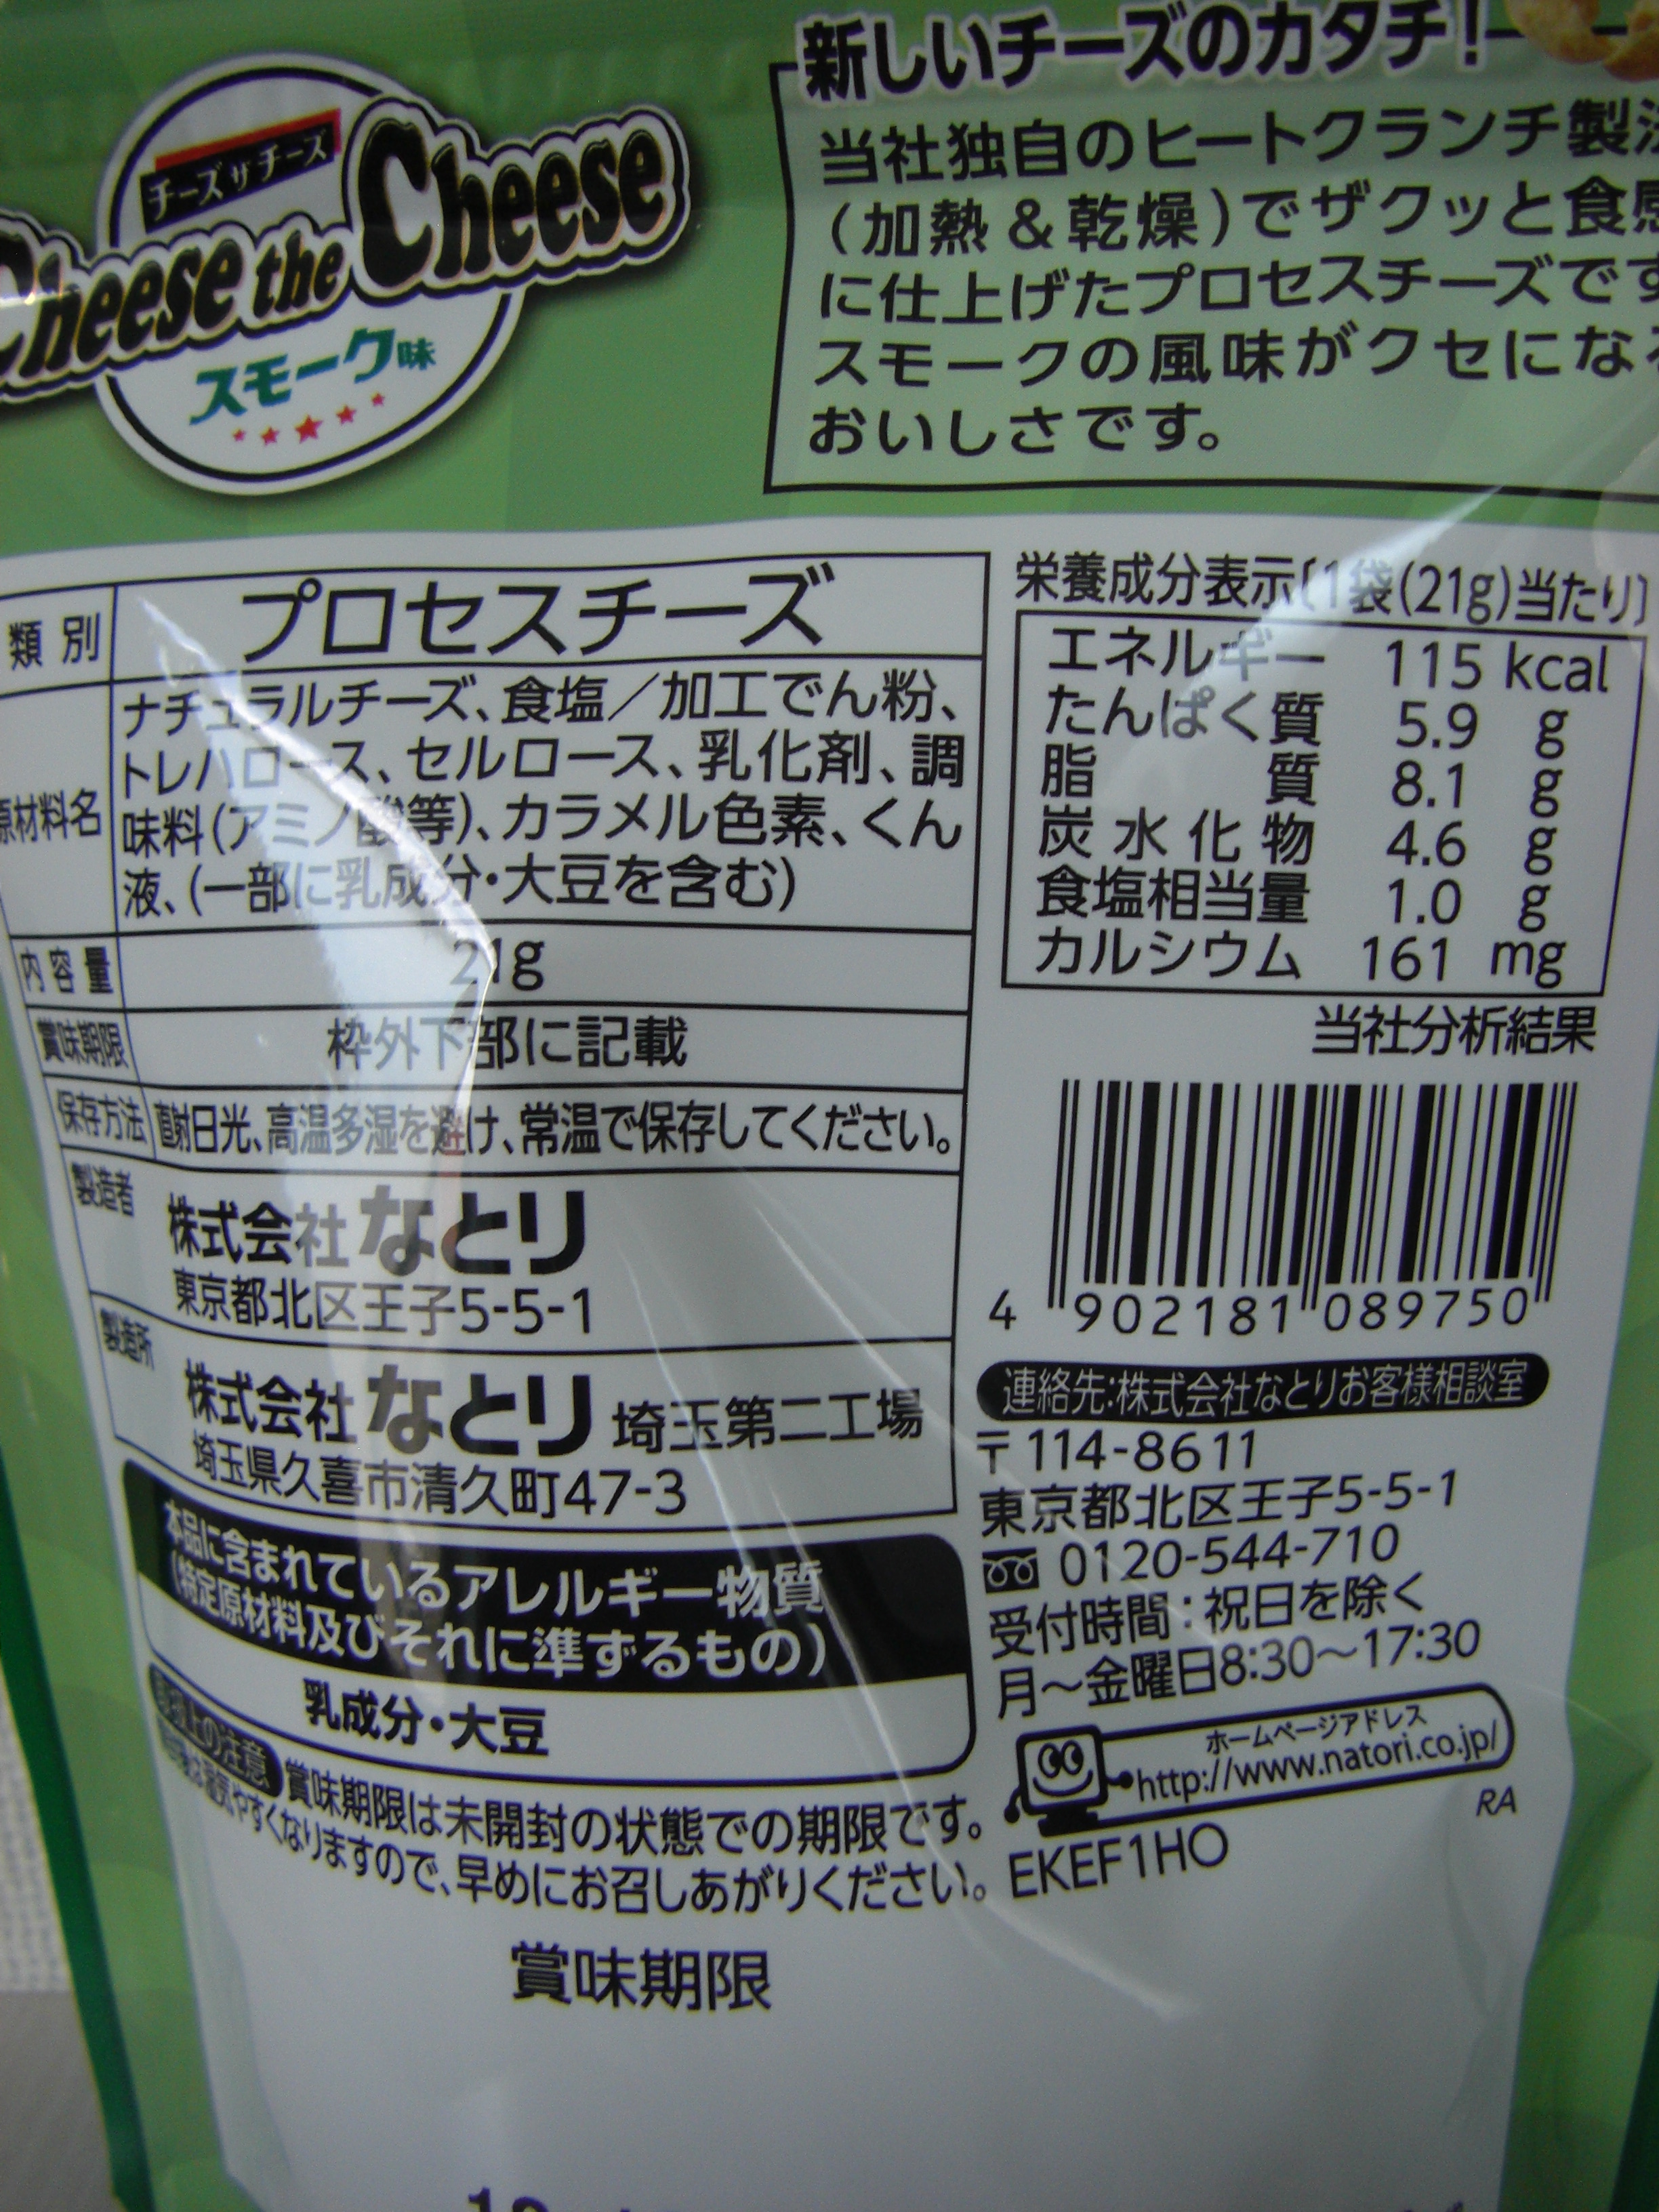 チーズザチーズ
Cheese the Cheese
スモーク味
新しいチーズのカタチ!
当社独自のヒートクランチ製法
(加熱&乾燥)でザクッと食感
に仕上げたプロセスチーズです
スモークの風味がクセになる
おいしさです。
類別 プロセスチーズ
原材料名 ナチュラルチーズ、食塩/加工でん粉、
トレハロース、セルロース、乳化剤、調
味料(アミノ酸等)、カラメル色素、くん
液、(一部に乳成分・大豆を含む)
内容量 21g
賞味期限 枠外下部に記載
保存方法 直射日光、高温多湿を避け、常温で保存してください。
製造者 株式会社なとり
東京都北区王子5-5-1
製造所 株式会社なとり 埼玉第二工場
埼玉県久喜市清久町47-3
本品に含まれているアレルギー物質
(特定原材料及びそれに準ずるもの)
乳成分・大豆
賞味期限は未開封の状態での期限です。
気やすくなりますので、早めにお召しあがりください。
栄養成分表示〔1袋(21g)当たり〕
エネルギー 115 kcal
たんぱく質 5.9 g
脂質 8.1 g
炭水化物 4.6 g
食塩相当量 1.0 g
カルシウム 161 mg
当社分析結果
4 902181 089750
連絡先:株式会社なとりお客様相談室
〒114-8611
東京都北区王子5-5-1
0120-544-710
受付時間:祝日を除く
月〜金曜日8:30〜17:30
ホームページアドレス
http://www.natori.co.jp/
RA
EKEF1HO
賞味期限